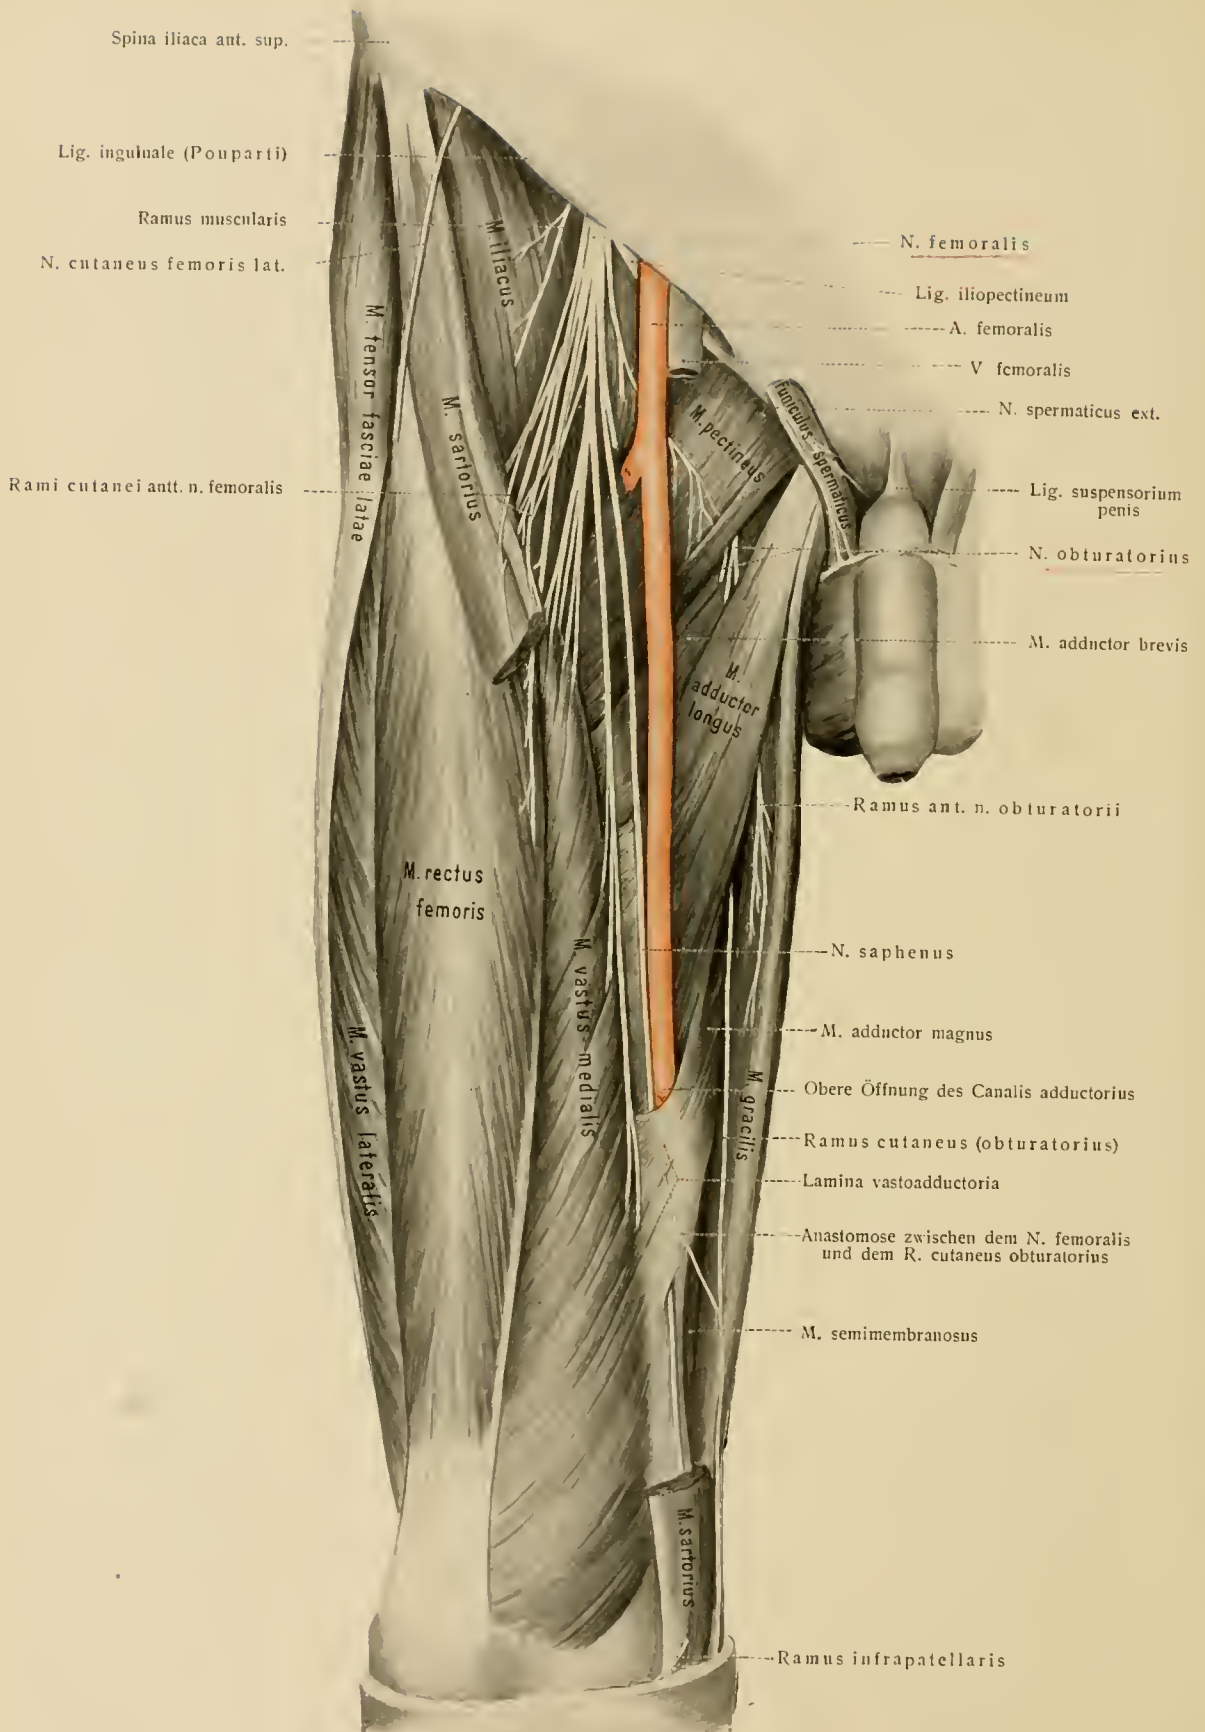 Spina iliaca ant. sup.
Lig. inguinale (Pouparti)
Ramus muscularis
N. cutaneus femoris lat.
Rami cutanei antt. n. femoralis
M. iliacus
M. tensor fasciae latae
M. sartorius
M. pectineus
Funiculus spermaticus
M.
adductor
longus
M. rectus
femoris
M. vastus medialis
M. vastus lateralis
M. gracilis
M. sartorius
N. femoralis
Lig. iliopectineum
A. femoralis
V femoralis
N. spermaticus ext.
Lig. suspensorium
penis
N. obturatorius
M. adductor brevis
Ramus ant. n. obturatorii
N. saphenus
M. adductor magnus
Obere Öffnung des Canalis adductorius
Ramus cutaneus (obturatorius)
Lamina vastoadductoria
Anastomose zwischen dem N. femoralis
und dem R. cutaneus obturatorius
M. semimembranosus
Ramus infrapatellaris